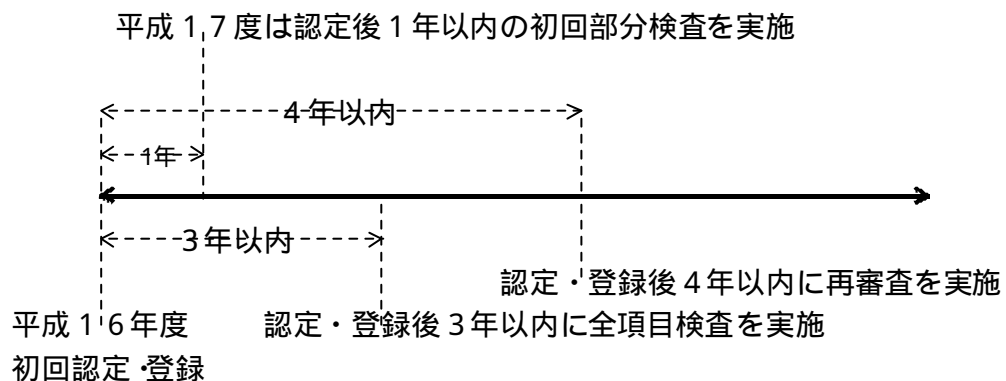 平成１７度は認定後１年以内の初回部分検査を実施
４年以内
1年
３年以内
認定・登録後４年以内に再審査を実施
平成１６年度
認定・登録後３年以内に全項目検査を実施
初回認定・登録